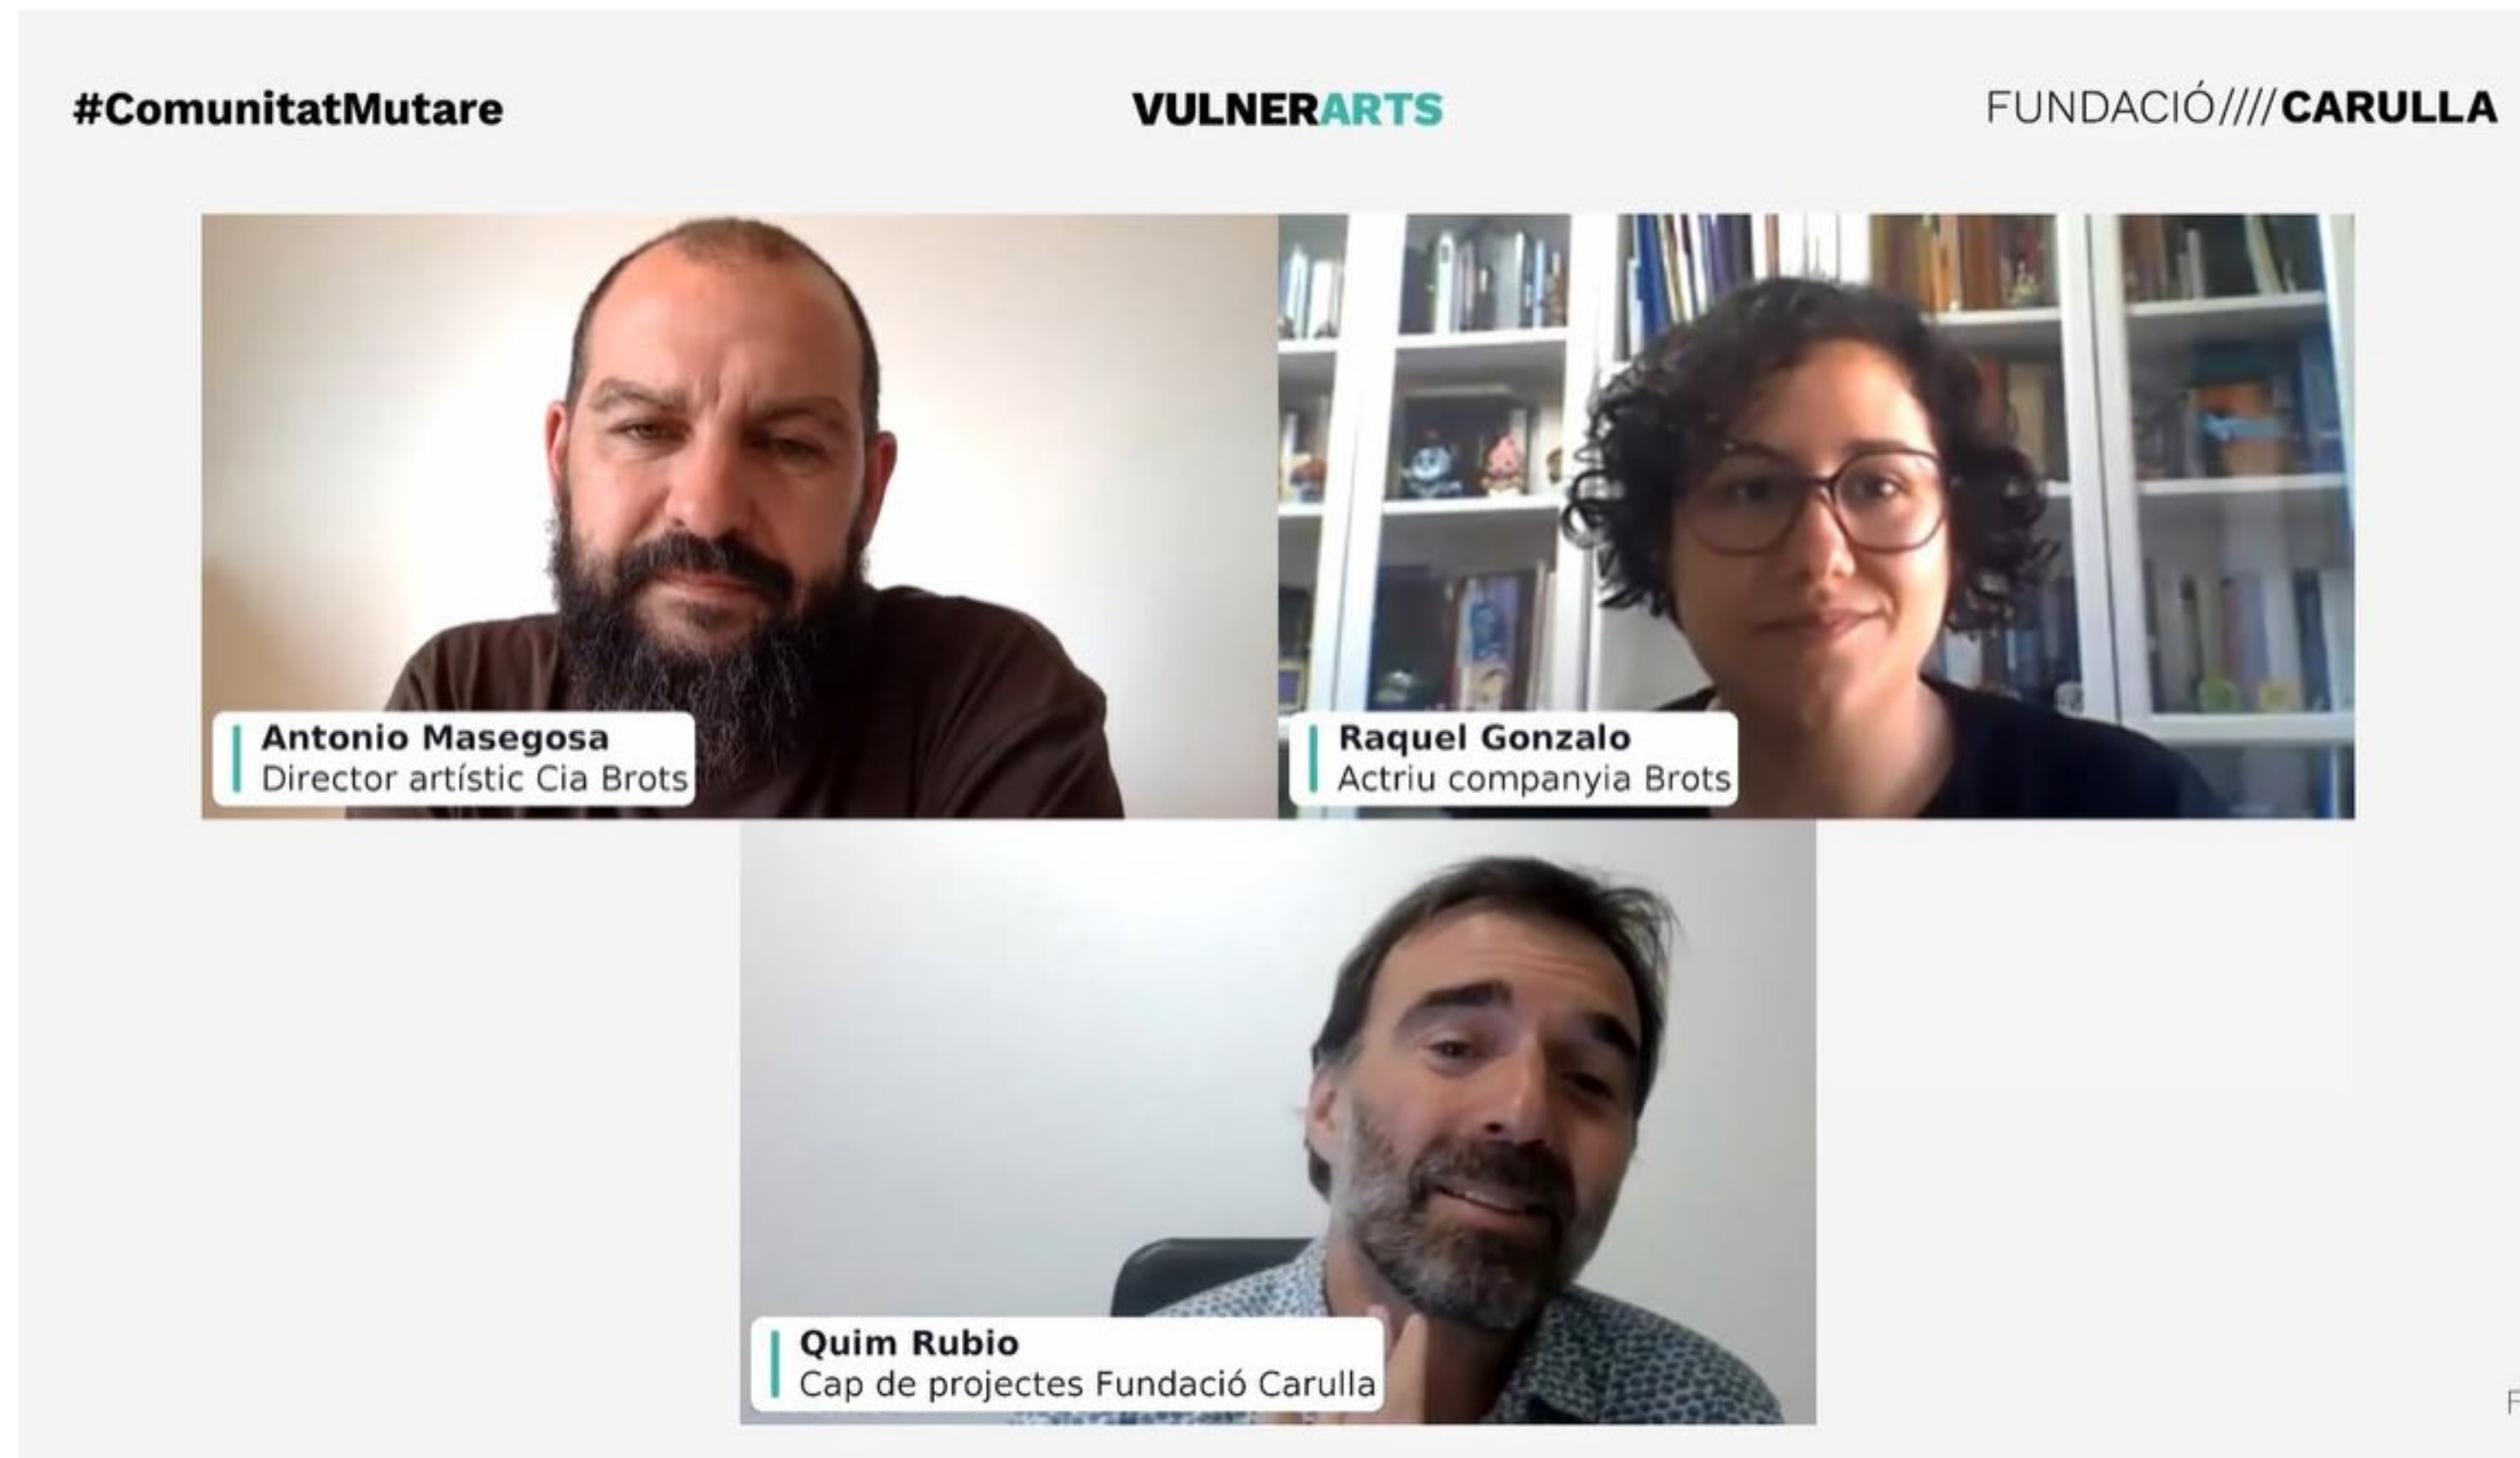 #ComunitatMutare
VULNERARTS
FUNDACIÓ////CARULLA
Antonio Masegosa
Director artístic Cia Brots
Raquel Gonzalo
Actriu companyia Brots
Quim Rubio
Cap de projectes Fundació Carulla